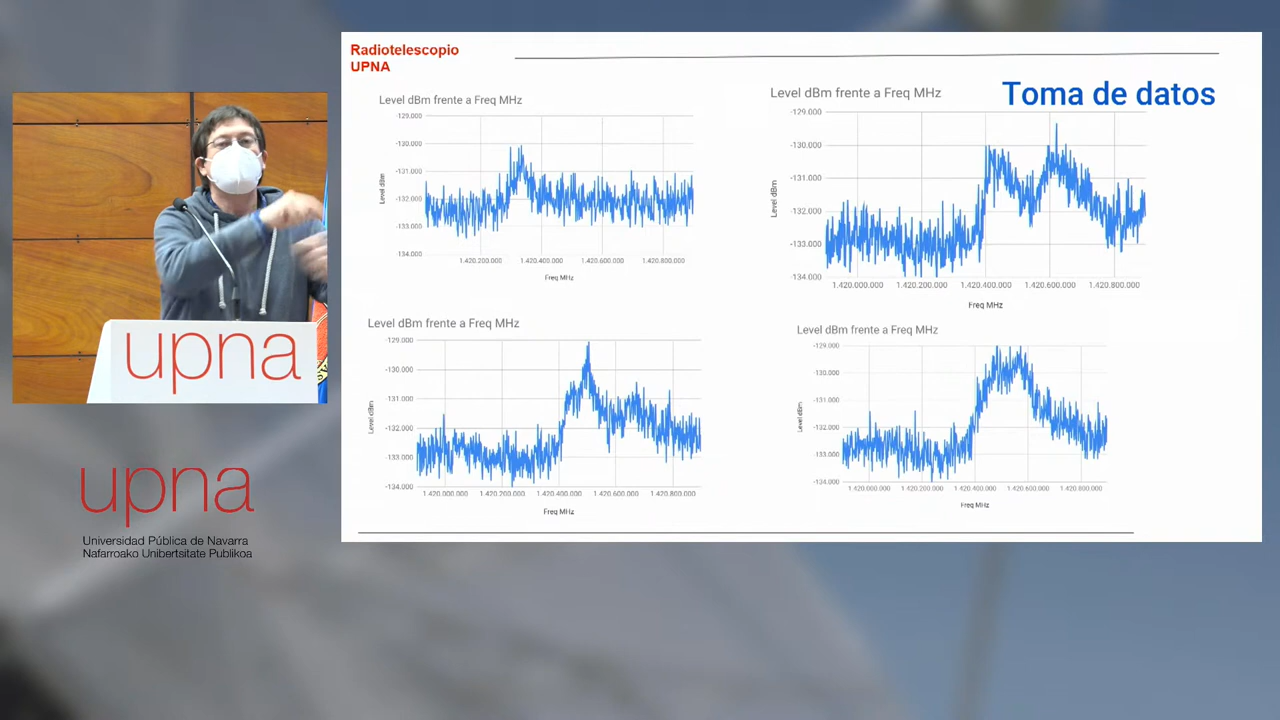 Radiotelescopio
UPNA
Toma de datos
Level dBm frente a Freq MHz
-129.000
-130.000
-131.000
-132.000
-133.000
-134.000
Level dBm
1.420.200.000 1.420.400.000 1.420.600.000 1.420.800.000
Freq MHz
Level dBm frente a Freq MHz
-129.000
-130.000
-131.000
-132.000
-133.000
-134.000
Level dBm
1.420.000.000 1.420.200.000 1.420.400.000 1.420.600.000 1.420.800.000
Freq MHz
Level dBm frente a Freq MHz
-129.000
-130.000
-131.000
-132.000
-133.000
-134.000
Level dBm
1.420.000.000 1.420.200.000 1.420.400.000 1.420.600.000 1.420.800.000
Freq MHz
Level dBm frente a Freq MHz
-129.000
-130.000
-131.000
-132.000
-133.000
-134.000
Level dBm
1.420.000.000 1.420.200.000 1.420.400.000 1.420.600.000 1.420.800.000
Freq MHz
upna
upna
Universidad Pública de Navarra
Nafarroako Unibertsitate Publikoa